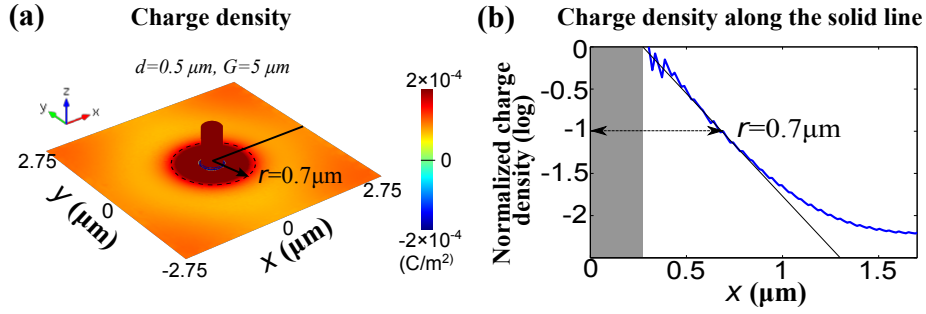 (a)
Charge density
d=0.5 μm, G=5 μm
z
y
x
2×10⁻⁴
0
-2×10⁻⁴
(C/m²)
r=0.7μm
2.75
0
-2.75
y (μm)
2.75
0
x (μm)
(b)
Charge density along the solid line
Normalized charge
density (log)
0
-0.5
-1
-1.5
-2
r=0.7μm
0
0.5
1
1.5
x (μm)